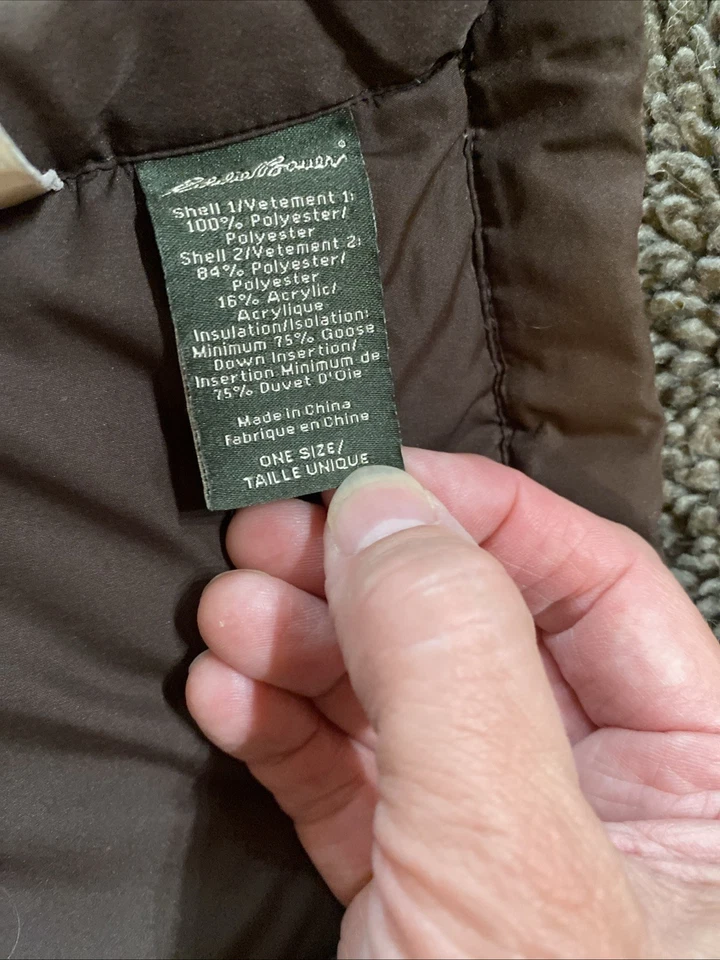 Eddie Bauer®
Shell 1/Vetement 1:
100% Polyester/
Polyester
Shell 2/Vetement 2:
84% Polyester/
Polyester
16% Acrylic/
Acrylique
Insulation/Isolation:
Minimum 75% Goose
Down Insertion/
Insertion Minimum de
75% Duvet D'Oie
Made in China
Fabrique en Chine
ONE SIZE/
TAILLE UNIQUE